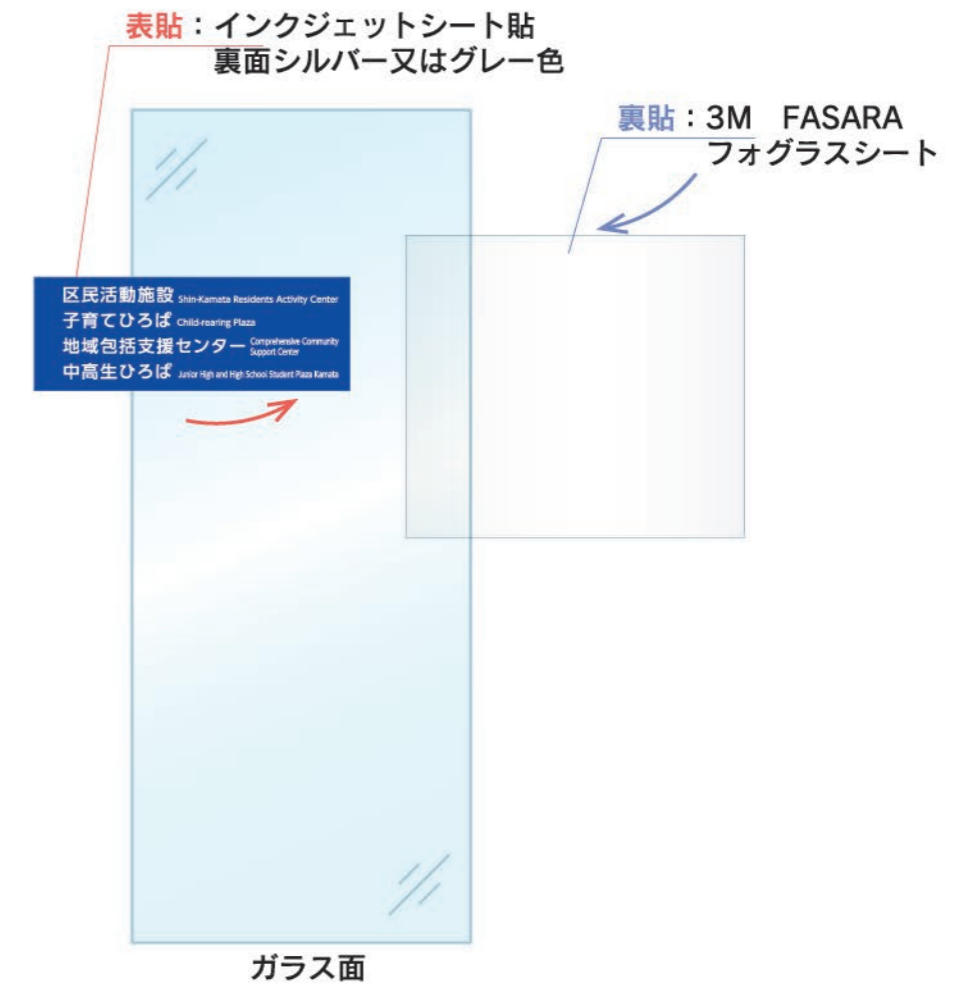 表貼：インクジェットシート貼
裏面シルバー又はグレー色
裏貼：3M　FASARA
フォグラスシート
区民活動施設 Shin-Kamata Residents Activity Center
子育てひろば Child-rearing Plaza
地域包括支援センター Comprehensive Community
Support Center
中高生ひろば Junior High and High School Student Plaza Kamata
ガラス面